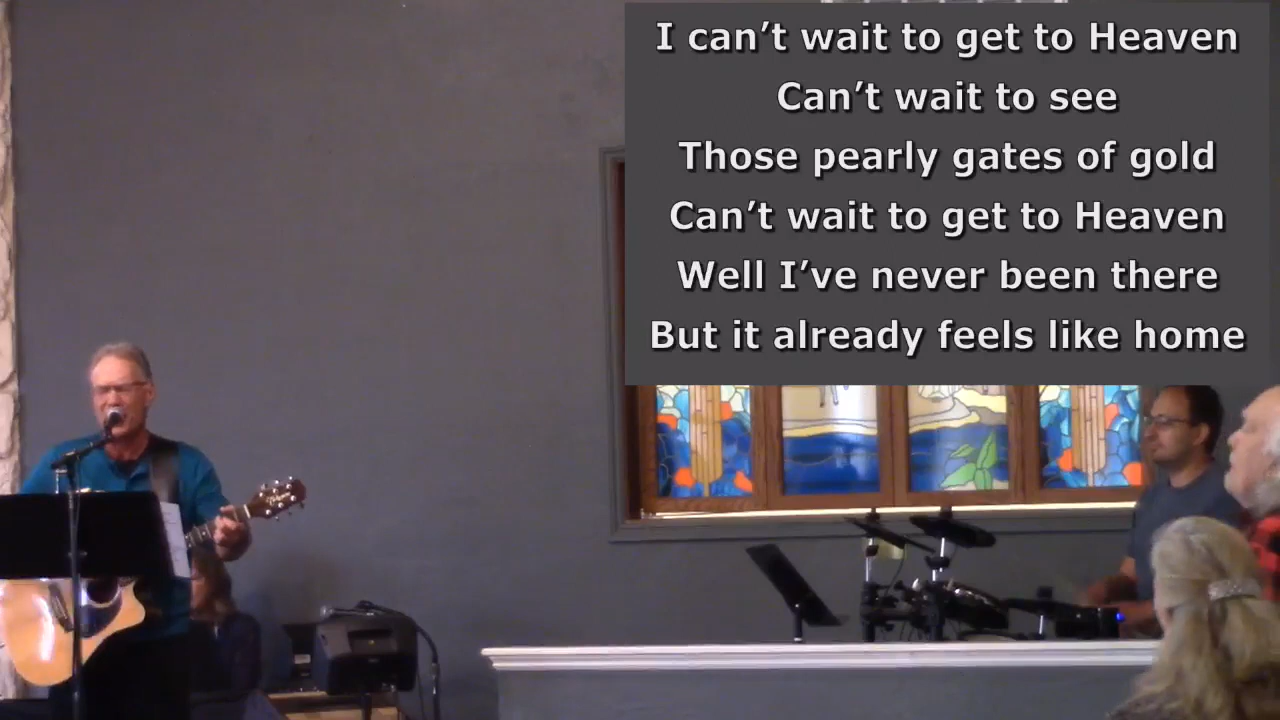 I can’t wait to get to Heaven
Can’t wait to see
Those pearly gates of gold
Can’t wait to get to Heaven
Well I’ve never been there
But it already feels like home